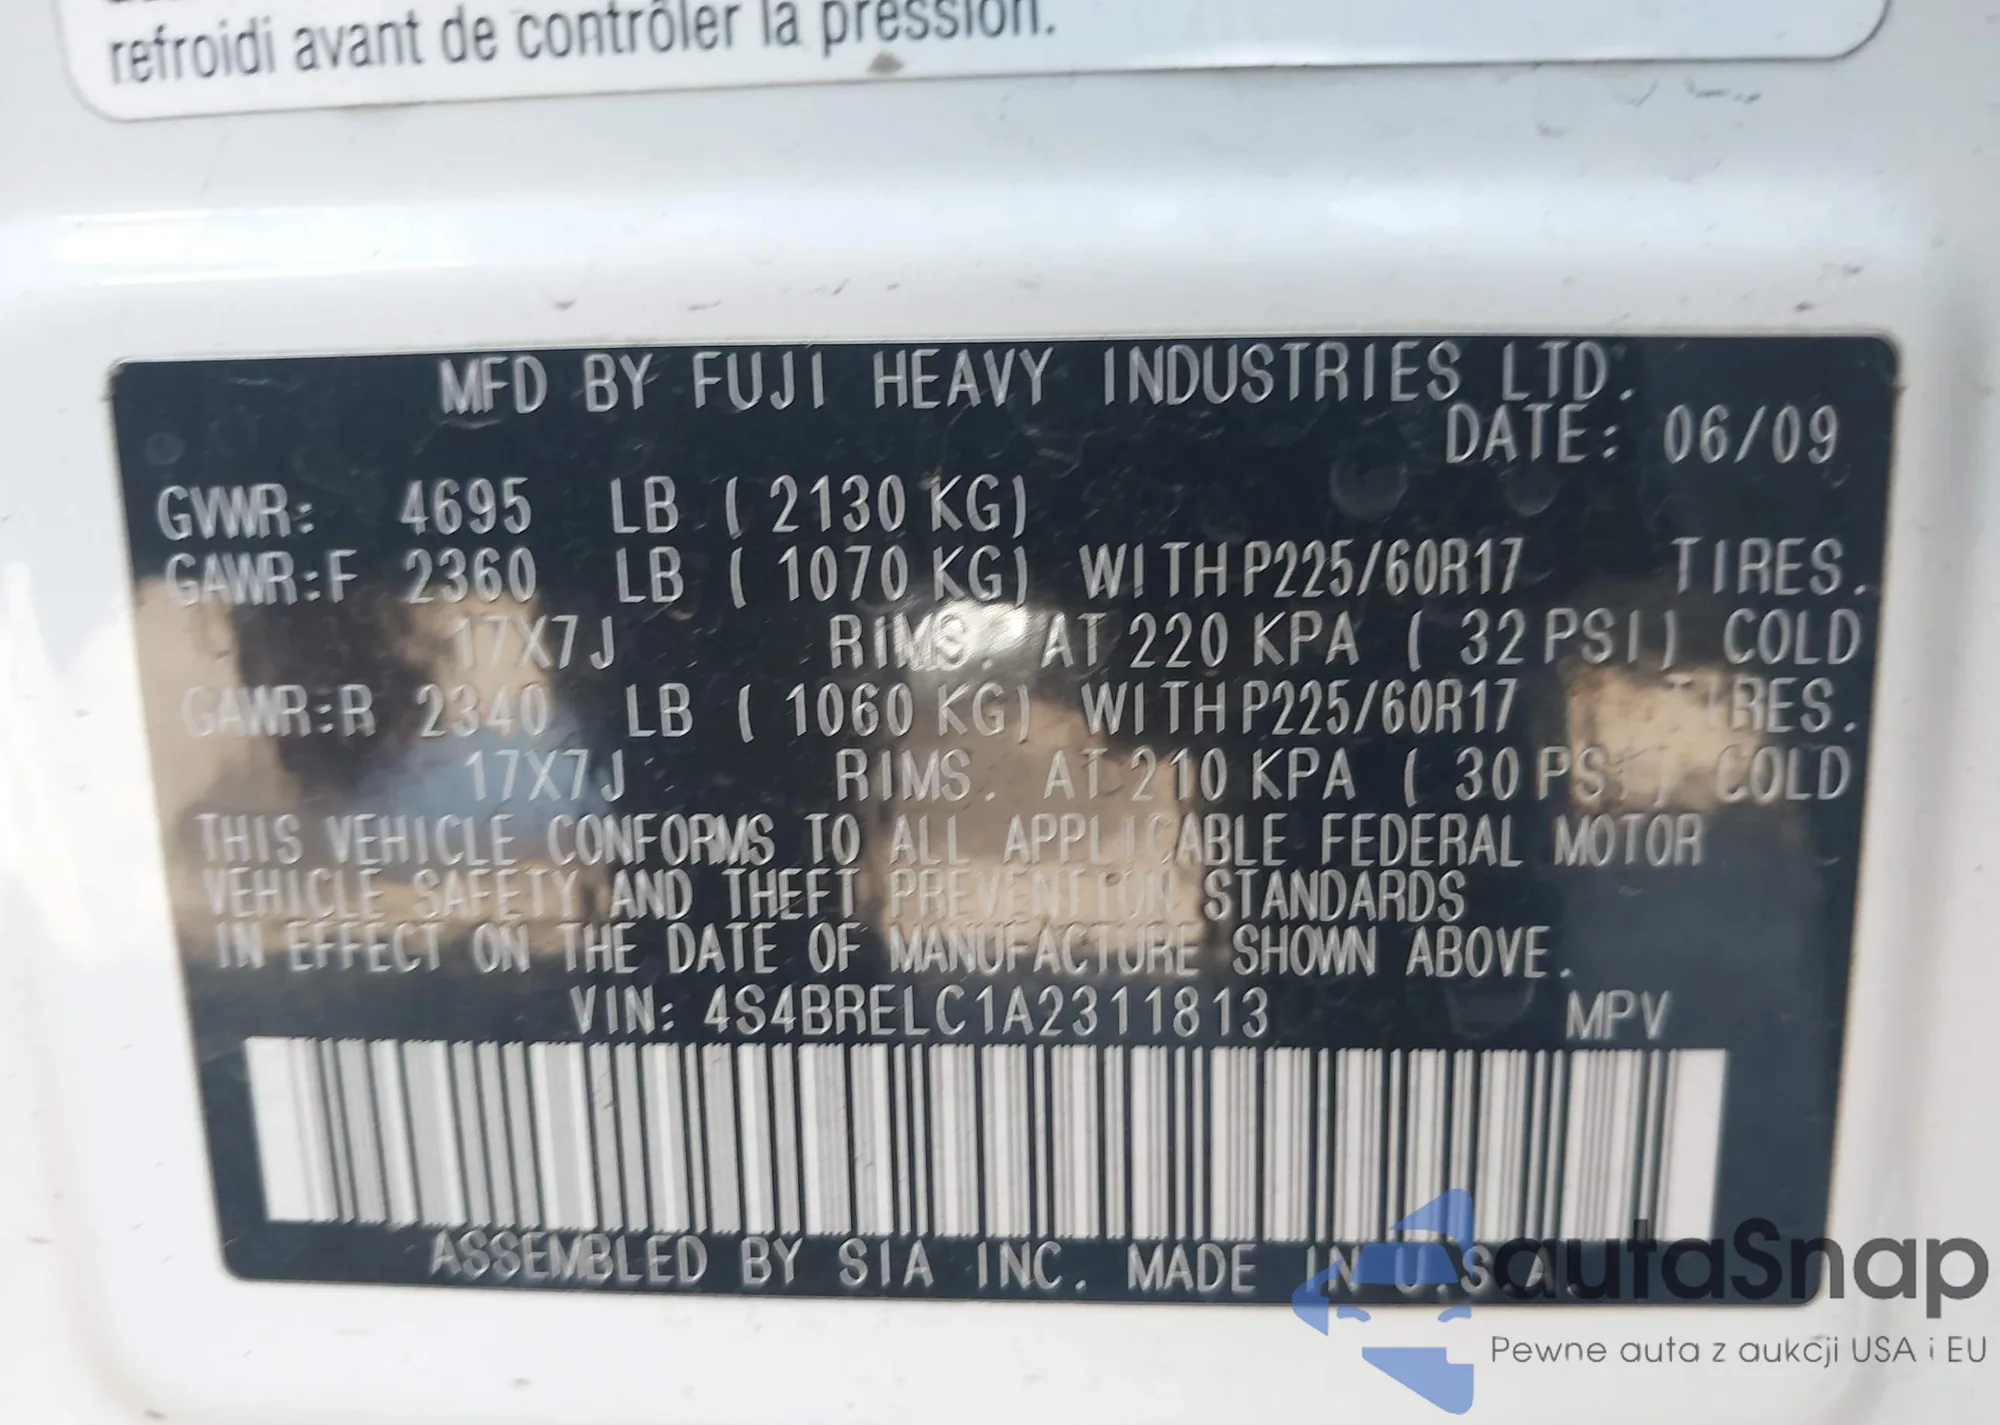 refroidi avant de contrôler la pression.
MFD BY FUJI HEAVY INDUSTRIES LTD.
DATE: 06/09
GVWR: 4695 LB ( 2130 KG)
GAWR:F 2360 LB ( 1070 KG) WITH P225/60R17 TIRES.
17X7J RIMS. AT 220 KPA ( 32 PSI) COLD
GAWR:R 2340 LB ( 1060 KG) WITH P225/60R17 TIRES.
17X7J RIMS. AT 210 KPA ( 30 PSI) COLD
THIS VEHICLE CONFORMS TO ALL APPLICABLE FEDERAL MOTOR
VEHICLE SAFETY AND THEFT PREVENTION STANDARDS
IN EFFECT ON THE DATE OF MANUFACTURE SHOWN ABOVE.
VIN: 4S4BRELC1A2311813 MPV
ASSEMBLED BY SIA INC. MADE IN U.S.A
autaSnap
Pewne auta z aukcji USA i EU